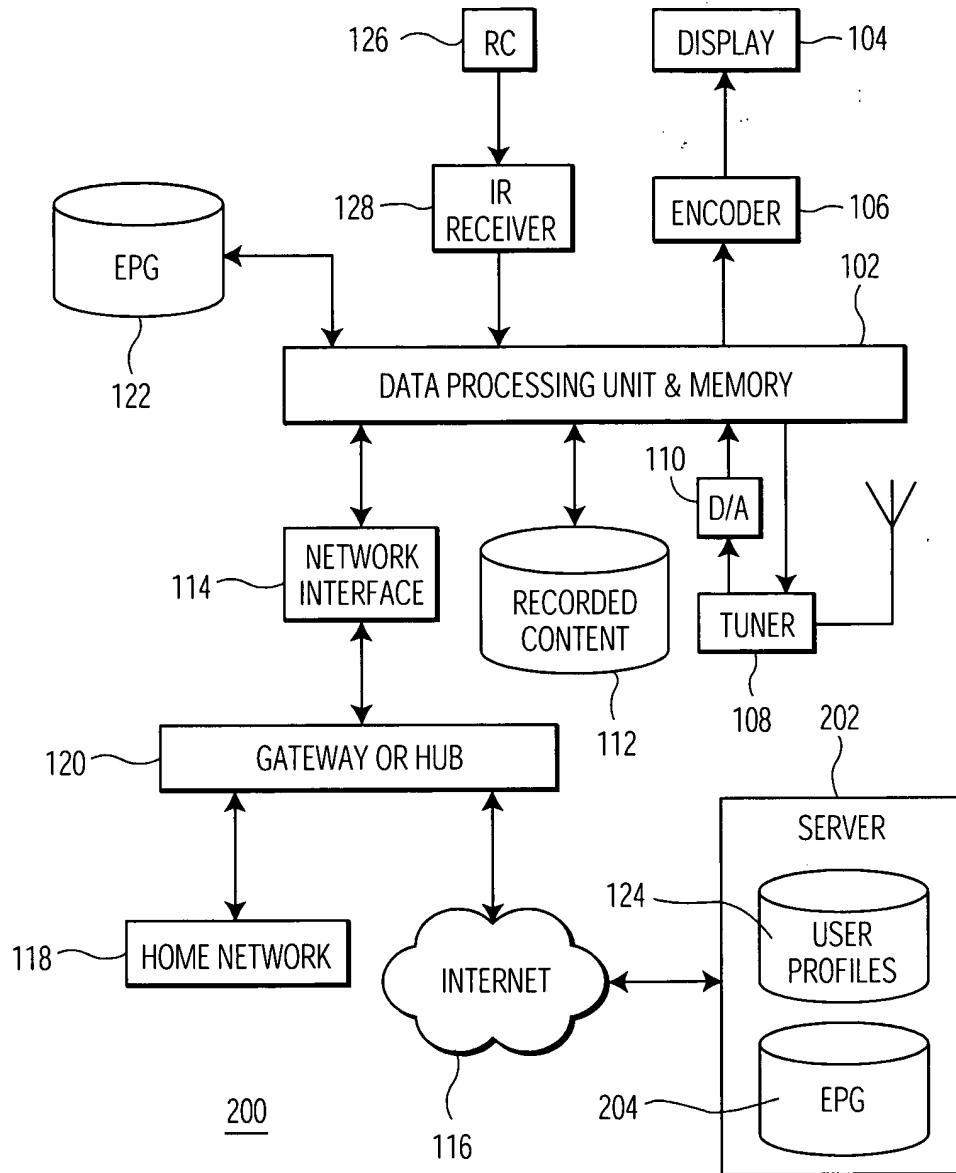 126
RC
DISPLAY
104
128
IR
RECEIVER
ENCODER
106
EPG
122
102
DATA PROCESSING UNIT & MEMORY
110
D/A
114
NETWORK
INTERFACE
RECORDED
CONTENT
112
TUNER
108
120
GATEWAY OR HUB
202
SERVER
124
USER
PROFILES
118
HOME NETWORK
INTERNET
116
204
EPG
200